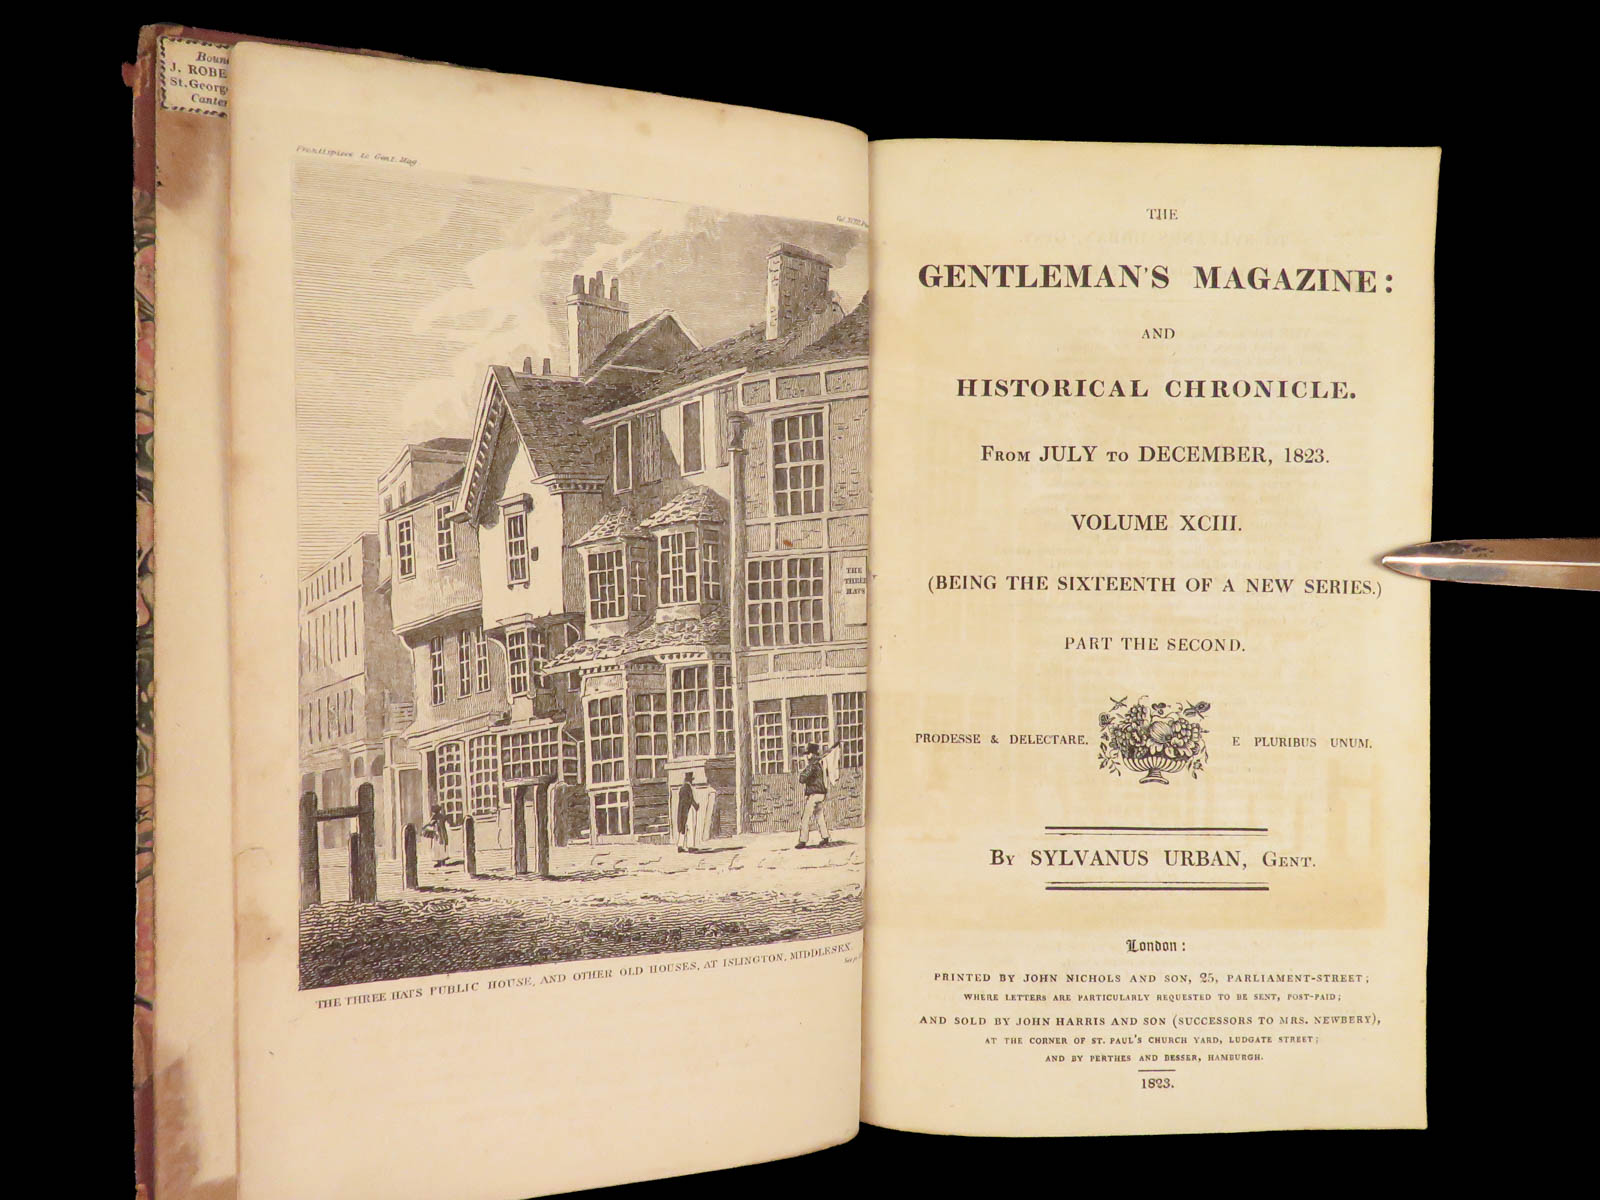 J. ROBE
St. George
Frontispiece to Gent. Mag
THE
THREE
HATS
THE THREE HATS PUBLIC HOUSE, AND OTHER OLD HOUSES, AT ISLINGTON, MIDDLESEX.
THE
GENTLEMAN'S MAGAZINE:
AND
HISTORICAL CHRONICLE.
FROM JULY TO DECEMBER, 1823.
VOLUME XCIII.
(BEING THE SIXTEENTH OF A NEW SERIES.)
PART THE SECOND.
PRODESSE & DELECTARE. E PLURIBUS UNUM.
BY SYLVANUS URBAN, GENT.
London:
PRINTED BY JOHN NICHOLS AND SON, 25, PARLIAMENT-STREET;
WHERE LETTERS ARE PARTICULARLY REQUESTED TO BE SENT, POST-PAID;
AND SOLD BY JOHN HARRIS AND SON (SUCCESSORS TO MRS. NEWBERY),
AT THE CORNER OF ST. PAUL'S CHURCH YARD, LUDGATE STREET;
AND BY PERTHES AND BESSER, HAMBURGH.
1823.